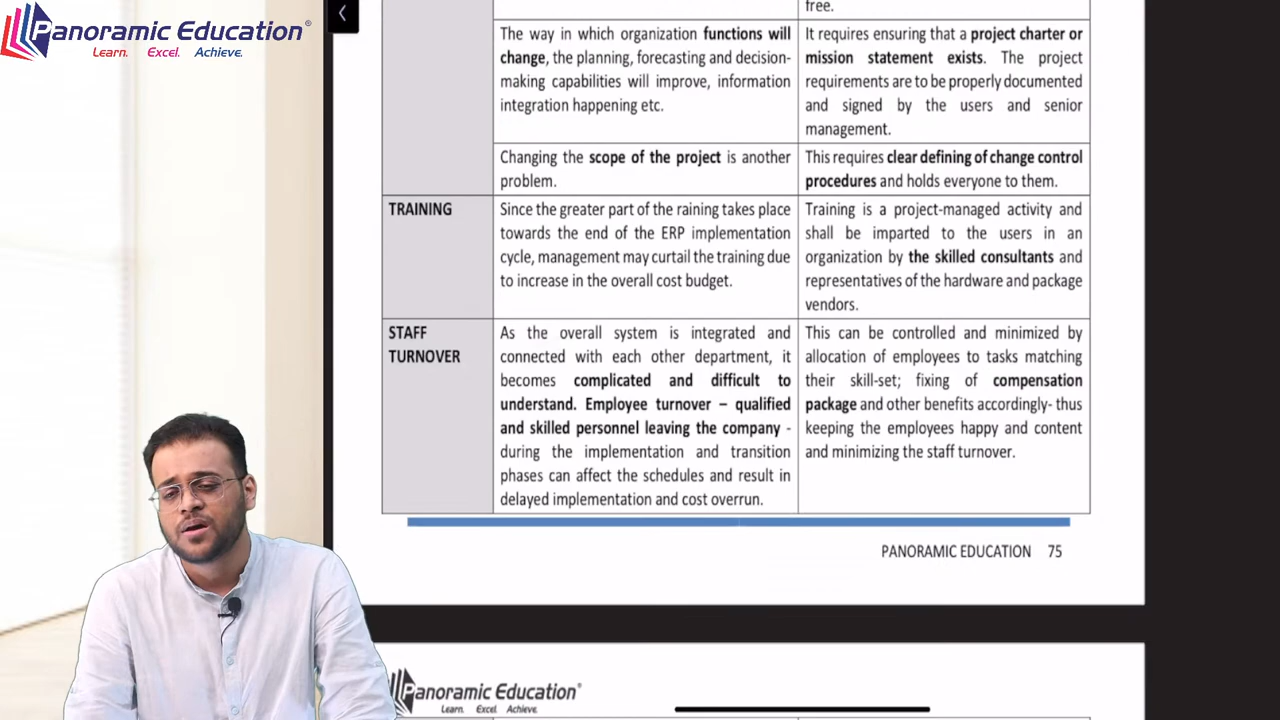 Panoramic Education®
Learn. Excel. Achieve.
free.
The way in which organization functions will
change, the planning, forecasting and decision-
making capabilities will improve, information
integration happening etc.
It requires ensuring that a project charter or
mission statement exists. The project
requirements are to be properly documented
and signed by the users and senior
management.
Changing the scope of the project is another
problem.
This requires clear defining of change control
procedures and holds everyone to them.
TRAINING
Since the greater part of the raining takes place
towards the end of the ERP implementation
cycle, management may curtail the training due
to increase in the overall cost budget.
Training is a project-managed activity and
shall be imparted to the users in an
organization by the skilled consultants and
representatives of the hardware and package
vendors.
STAFF
TURNOVER
As the overall system is integrated and
connected with each other department, it
becomes complicated and difficult to
understand. Employee turnover – qualified
and skilled personnel leaving the company -
during the implementation and transition
phases can affect the schedules and result in
delayed implementation and cost overrun.
This can be controlled and minimized by
allocation of employees to tasks matching
their skill-set; fixing of compensation
package and other benefits accordingly- thus
keeping the employees happy and content
and minimizing the staff turnover.
PANORAMIC EDUCATION 75
Panoramic Education®
Learn. Excel. Achieve.